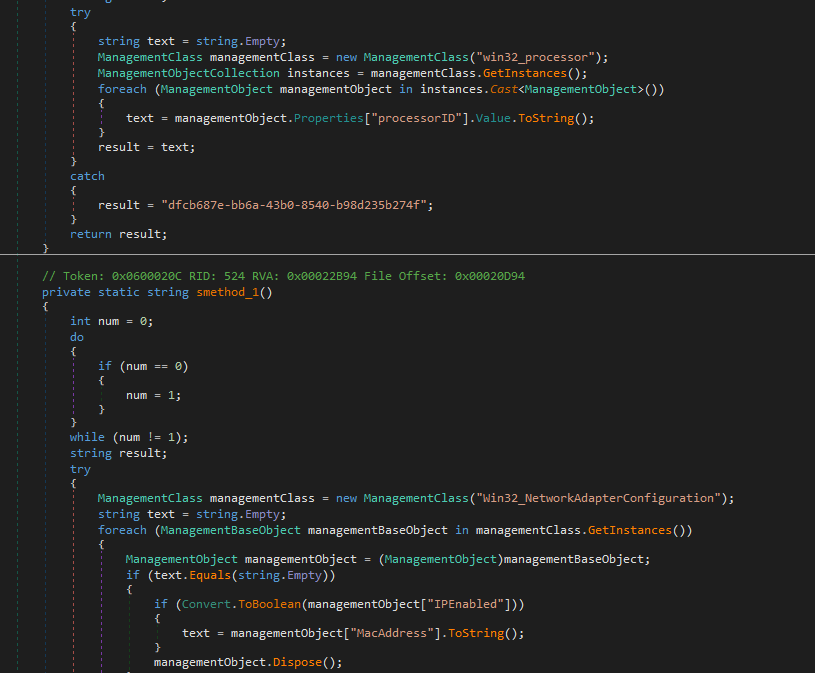 try
{
string text = string.Empty;
ManagementClass managementClass = new ManagementClass("win32_processor");
ManagementObjectCollection instances = managementClass.GetInstances();
foreach (ManagementObject managementObject in instances.Cast<ManagementObject>())
{
text = managementObject.Properties["processorID"].Value.ToString();
}
result = text;
}
catch
{
result = "dfcb687e-bb6a-43b0-8540-b98d235b274f";
}
return result;
}
// Token: 0x0600020C RID: 524 RVA: 0x00022B94 File Offset: 0x00020D94
private static string smethod_1()
{
int num = 0;
do
{
if (num == 0)
{
num = 1;
}
}
while (num != 1);
string result;
try
{
ManagementClass managementClass = new ManagementClass("Win32_NetworkAdapterConfiguration");
string text = string.Empty;
foreach (ManagementBaseObject managementBaseObject in managementClass.GetInstances())
{
ManagementObject managementObject = (ManagementObject)managementBaseObject;
if (text.Equals(string.Empty))
{
if (Convert.ToBoolean(managementObject["IPEnabled"]))
{
text = managementObject["MacAddress"].ToString();
}
managementObject.Dispose();